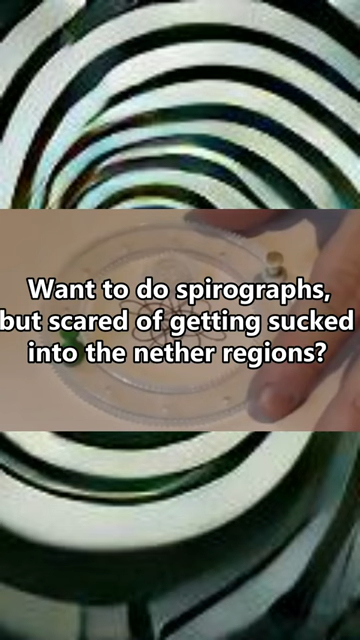 Want to do spirographs,
but scared of getting sucked
into the nether regions?